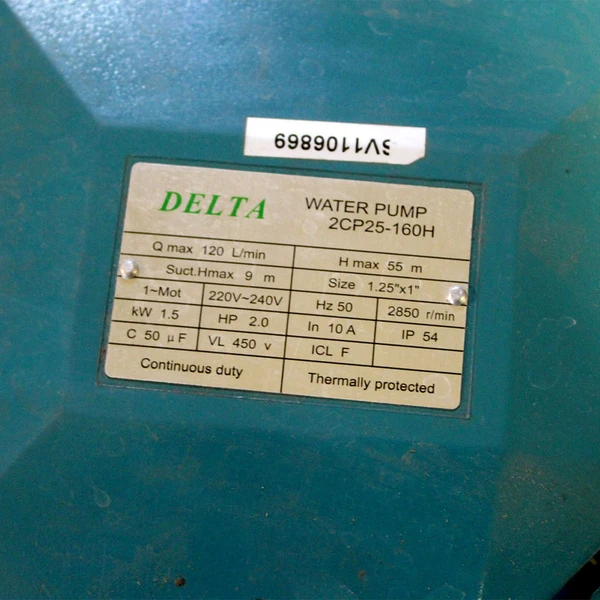 SV1106869
DELTA
WATER PUMP
2CP25-160H
Q max 120 L/min
H max 55 m
Suct.Hmax 9 m
Size 1.25"x1"
1~Mot 220V~240V Hz 50 2850 r/min
kW 1.5 HP 2.0 In 10 A IP 54
C 50 µF VL 450 v ICL F
Continuous duty
Thermally protected